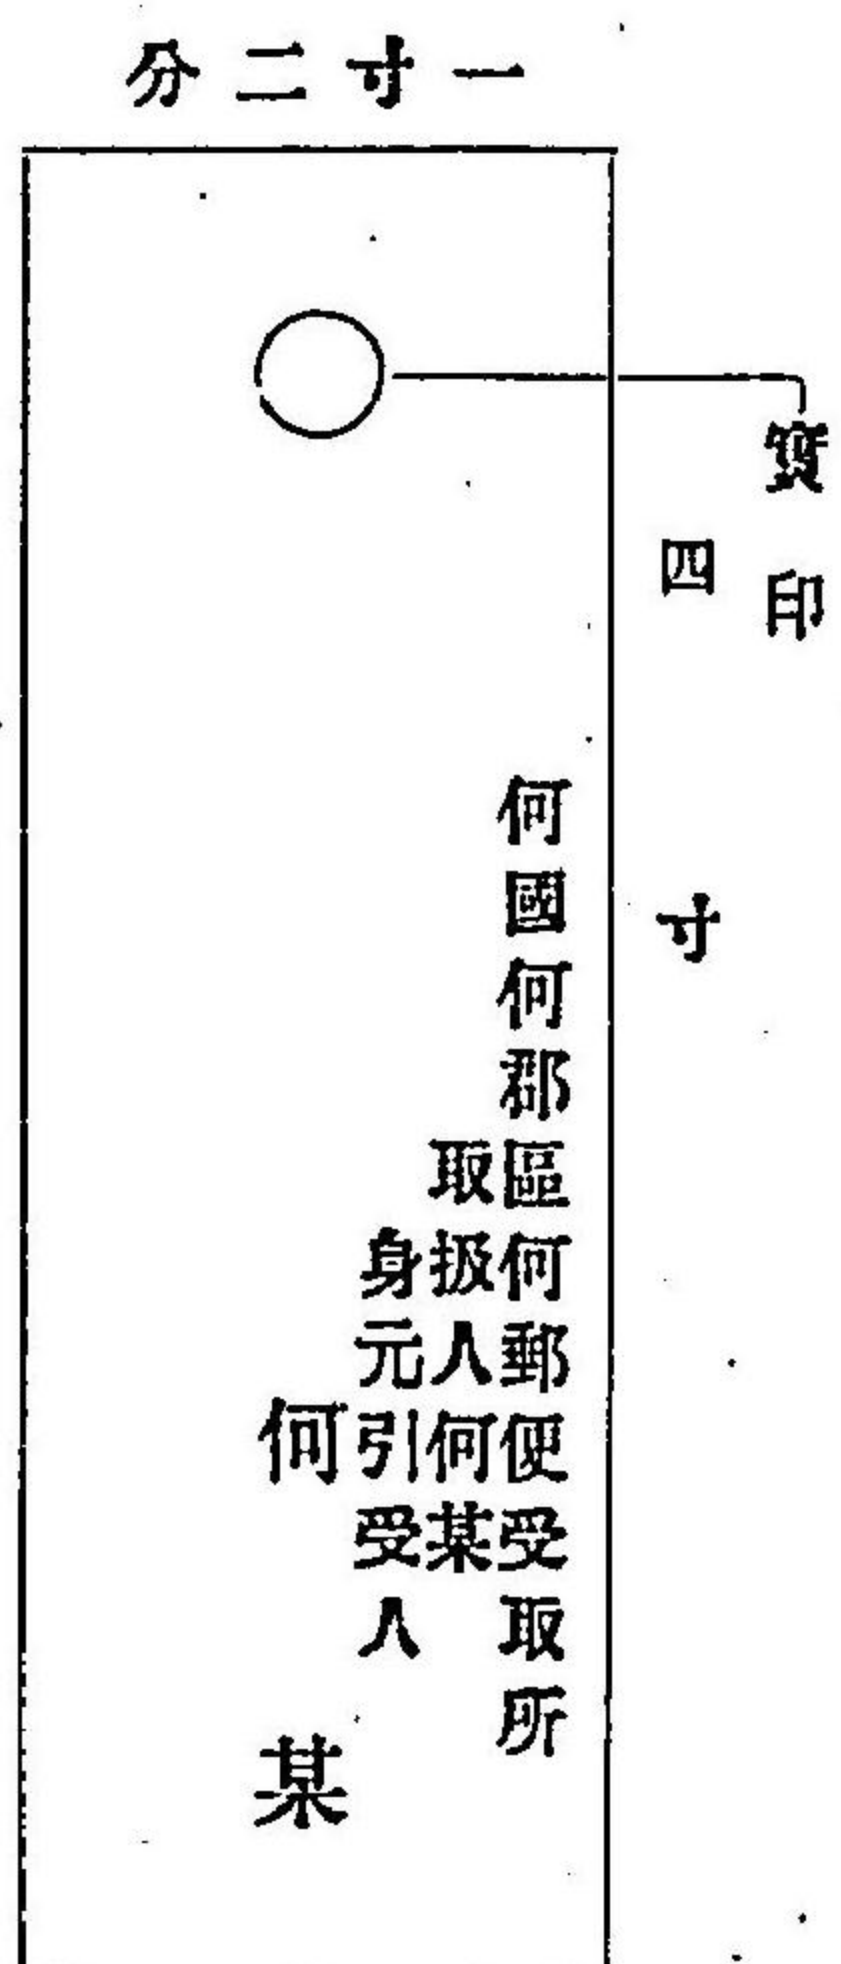 一寸二分
實印
四寸
何國何郡區何郵便受取所
取扱人何某
身元引受人
何某